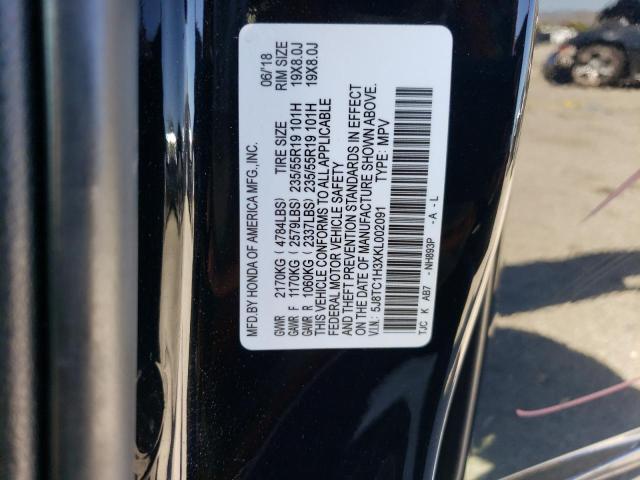 MFD.BY HONDA OF AMERICA MFG.,INC. 06/18
GVWR 2170KG (4784LBS) TIRE SIZE RIM SIZE
GAWR F 1170KG (2579LBS) 235/55R19 101H 19X8.0J
GAWR R 1060KG (2337LBS) 235/55R19 101H 19X8.0J
THIS VEHICLE CONFORMS TO ALL APPLICABLE
FEDERAL MOTOR VEHICLE SAFETY
AND THEFT PREVENTION STANDARDS IN EFFECT
ON THE DATE OF MANUFACTURE SHOWN ABOVE.
V.I.N.: 5J8TC1H3XKL002091 TYPE: MPV
TJC K AB7 -NH893P -A -L